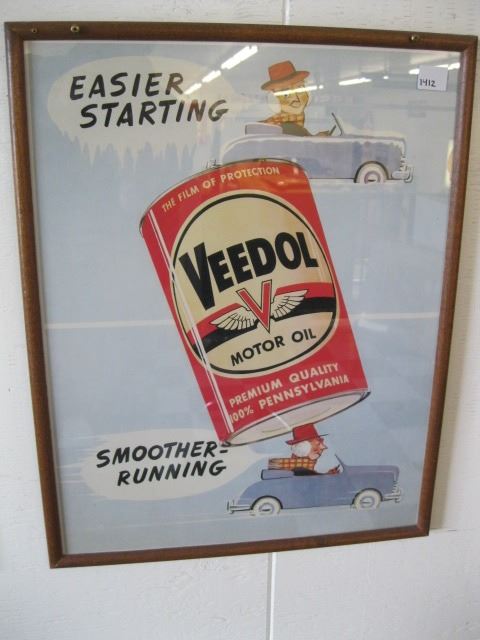 EASIER
STARTING
1412
THE FILM OF PROTECTION
VEEDOL
V
MOTOR OIL
PREMIUM QUALITY
100% PENNSYLVANIA
SMOOTHER-
RUNNING